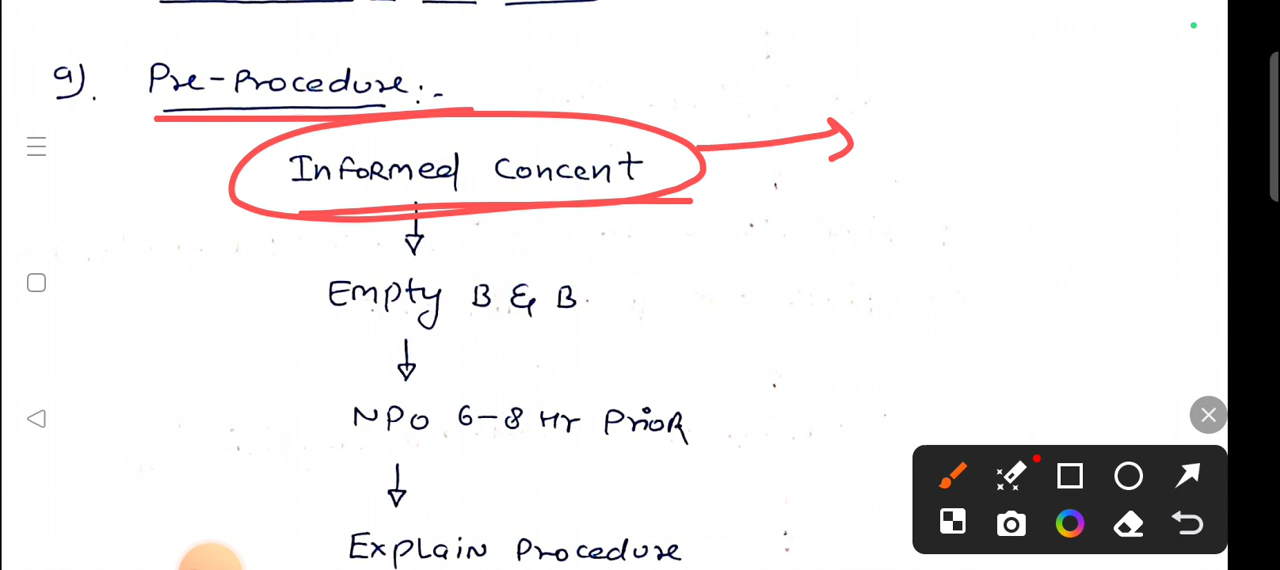 a). Pre-Procedure:-
Informed Concent
Empty B & B.
NPO 6-8 Hr Prior
Explain Procedure